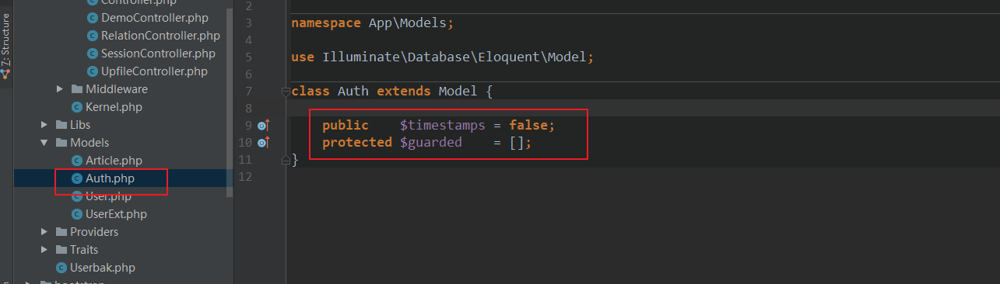 Controller.php
DemoController.php
RelationController.php
SessionController.php
UpfileController.php
Middleware
Kernel.php
Libs
Models
Article.php
Auth.php
User.php
UserExt.php
Providers
Traits
Userbak.php
bootstrap
7: Structure
2
3 namespace App\Models;
4
5 use Illuminate\Database\Eloquent\Model;
6
7 class Auth extends Model {
8
9 public $timestamps = false;
10 protected $guarded = [];
11 }
12